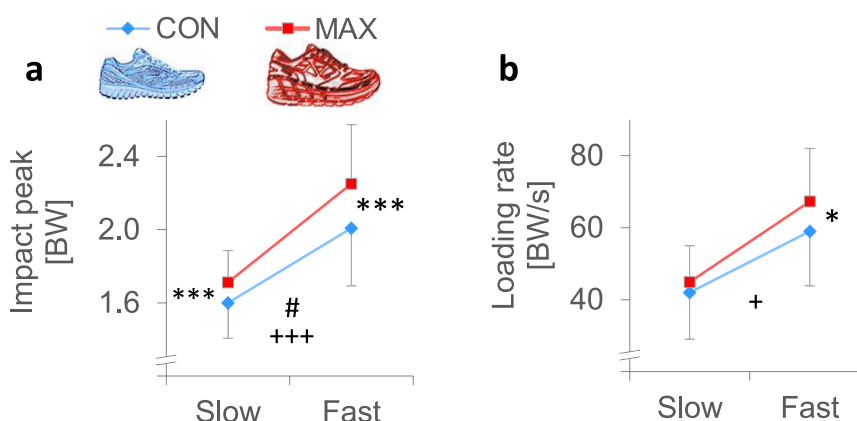 CON
MAX
a
Impact peak
[BW]
2.4
2.0
1.6
***
***
#
+++
Slow
Fast
b
Loading rate
[BW/s]
80
60
40
*
+
Slow
Fast